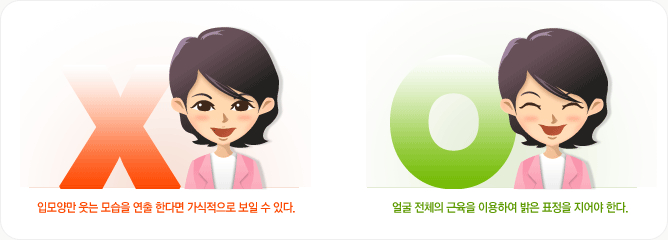 X
O
입모양만 웃는 모습을 연출 한다면 가식적으로 보일 수 있다.
얼굴 전체의 근육을 이용하여 밝은 표정을 지어야 한다.